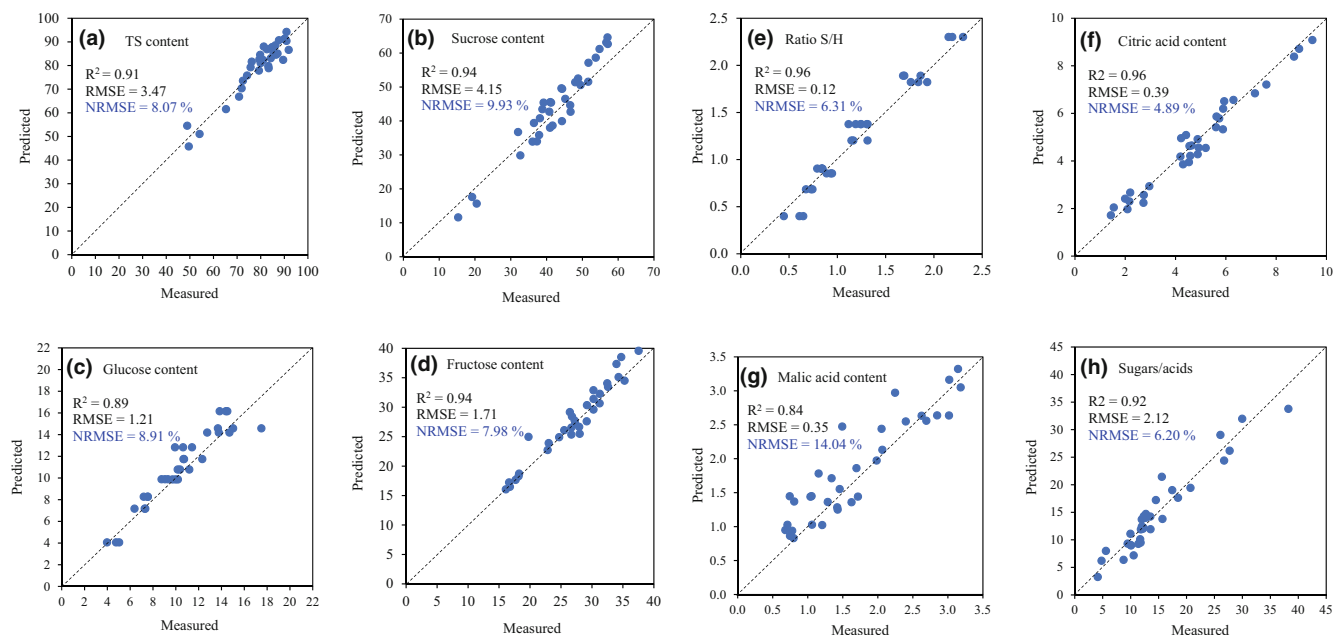 (a) TS content
R² = 0.91
RMSE = 3.47
NRMSE = 8.07 %
Predicted
100
90
80
70
60
50
40
30
20
10
0
0 10 20 30 40 50 60 70 80 90 100
Measured
(b) Sucrose content
R² = 0.94
RMSE = 4.15
NRMSE = 9.93 %
Predicted
70
60
50
40
30
20
10
0
0 10 20 30 40 50 60 70
Measured
(e) Ratio S/H
R² = 0.96
RMSE = 0.12
NRMSE = 6.31 %
Predicted
2.5
2.0
1.5
1.0
0.5
0.0
0.0 0.5 1.0 1.5 2.0 2.5
Measured
(f) Citric acid content
R2 = 0.96
RMSE = 0.39
NRMSE = 4.89 %
Predicted
10
8
6
4
2
0
0 2 4 6 8 10
Measured
(c) Glucose content
R² = 0.89
RMSE = 1.21
NRMSE = 8.91 %
Predicted
22
20
18
16
14
12
10
8
6
4
2
0
0 2 4 6 8 10 12 14 16 18 20 22
Measured
(d) Fructose content
R² = 0.94
RMSE = 1.71
NRMSE = 7.98 %
Predicted
40
35
30
25
20
15
10
5
0
0 5 10 15 20 25 30 35 40
Measured
(g) Malic acid content
R² = 0.84
RMSE = 0.35
NRMSE = 14.04 %
Predicted
3.5
3.0
2.5
2.0
1.5
1.0
0.5
0.0
0.0 0.5 1.0 1.5 2.0 2.5 3.0 3.5
Measured
(h) Sugars/acids
R² = 0.92
RMSE = 2.12
NRMSE = 6.20 %
Predicted
45
40
35
30
25
20
15
10
5
0
0 5 10 15 20 25 30 35 40 45
Measured